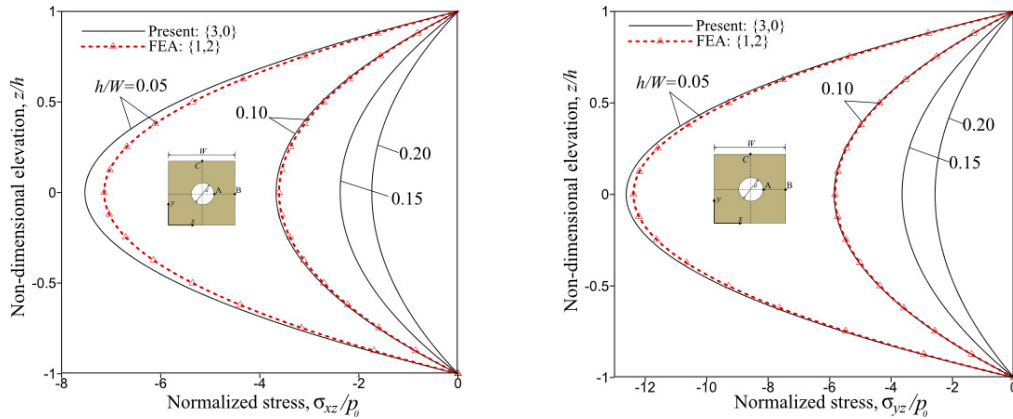 Present: {3,0}
FEA: {1,2}
h/W=0.05
0.10
0.20
0.15
W
C
d
A
B
y
x
1
0.5
0
-0.5
-1
-8
-6
-4
-2
0
Non-dimensional elevation, z/h
Normalized stress, σxz/p0
Present: {3,0}
FEA: {1,2}
h/W=0.05
0.10
0.20
0.15
W
C
d
A
B
y
x
1
0.5
0
-0.5
-1
-12
-10
-8
-6
-4
-2
0
Non-dimensional elevation, z/h
Normalized stress, σyz/p0